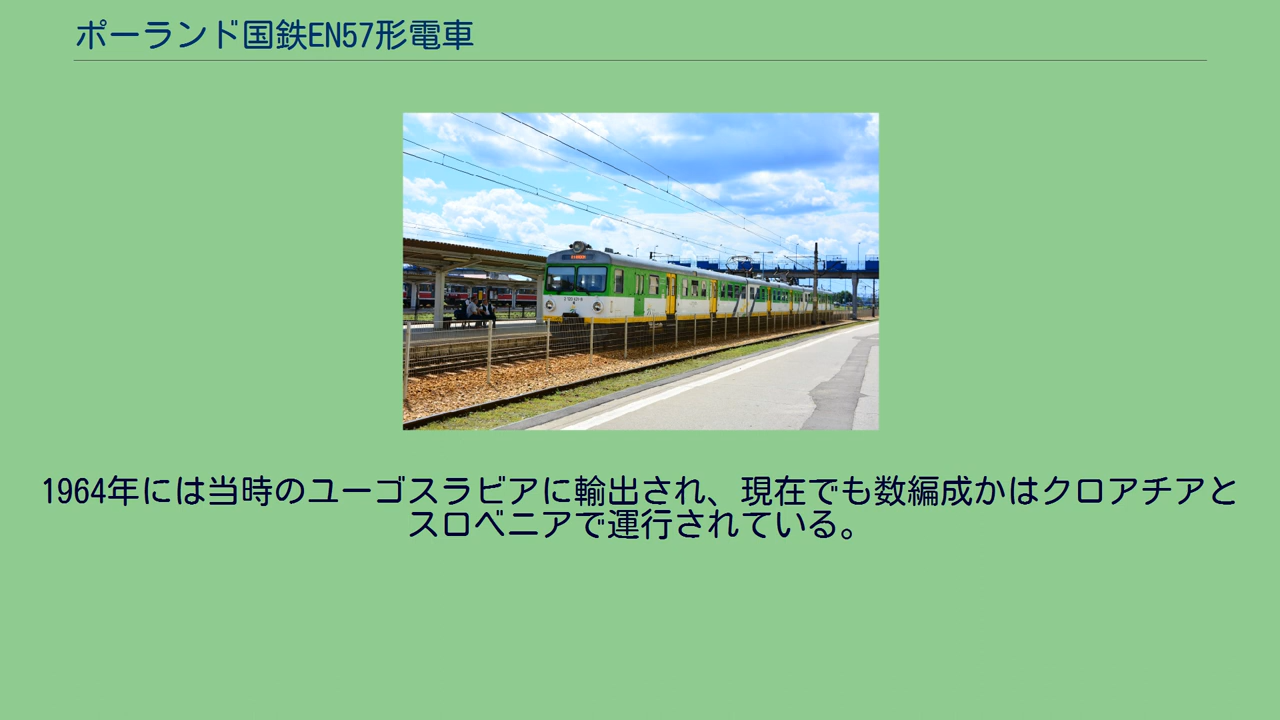 ポーランド国鉄EN57形電車
1964年には当時のユーゴスラビアに輸出され、現在でも数編成かはクロアチアと
スロベニアで運行されている。